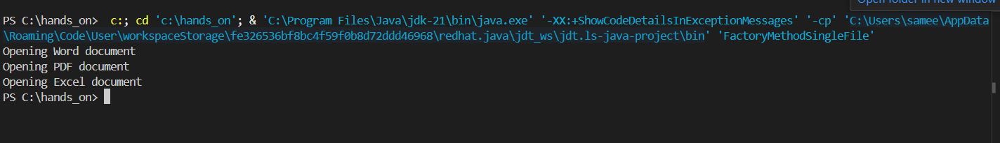 Open folder in new window
PS C:\hands_on>  c:; cd 'c:\hands_on'; & 'C:\Program Files\Java\jdk-21\bin\java.exe' '-XX:+ShowCodeDetailsInExceptionMessages' '-cp' 'C:\Users\samee\AppData
\Roaming\Code\User\workspaceStorage\fe326536bf8bc4f59f0b8d72ddd46968\redhat.java\jdt_ws\jdt.ls-java-project\bin' 'FactoryMethodSingleFile'
Opening Word document
Opening PDF document
Opening Excel document
PS C:\hands_on>